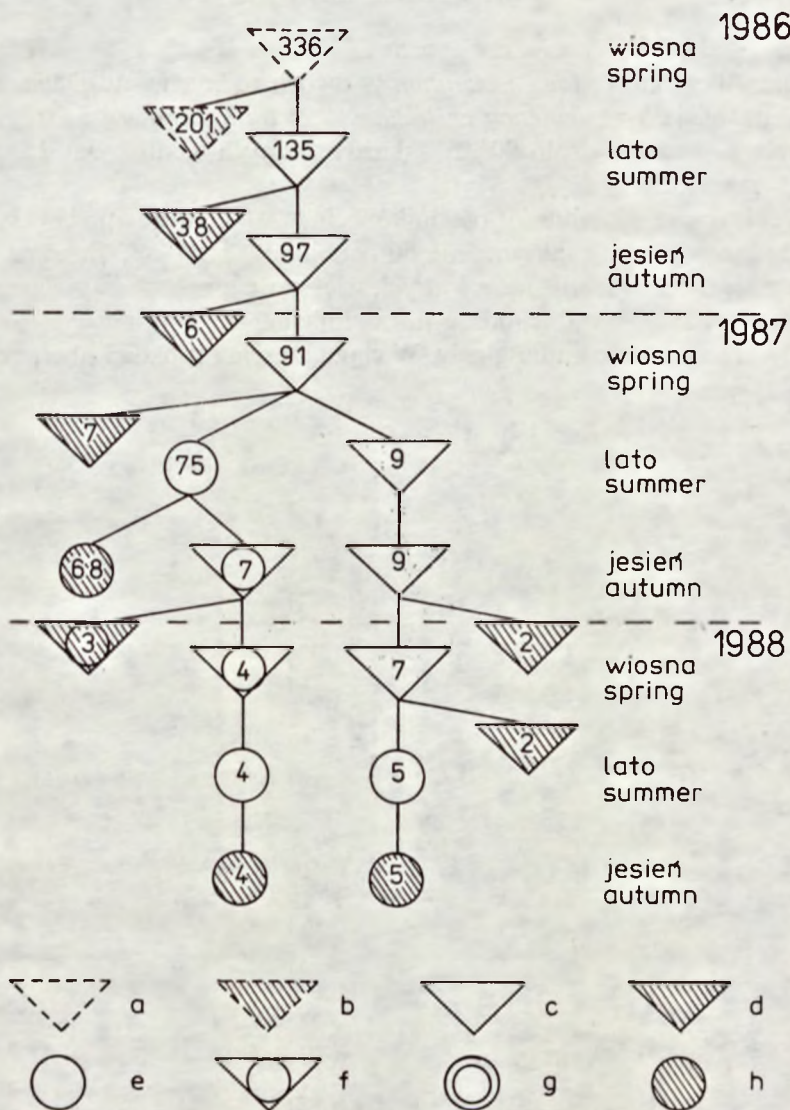 1986
336
wiosna
spring
201
135
lato
summer
38
97
jesień
autumn
6
1987
91
wiosna
spring
7
75
9
lato
summer
68
7
9
jesień
autumn
3
2
1988
4
7
wiosna
spring
2
4
5
lato
summer
4
5
jesień
autumn
a
b
c
d
e
f
g
h